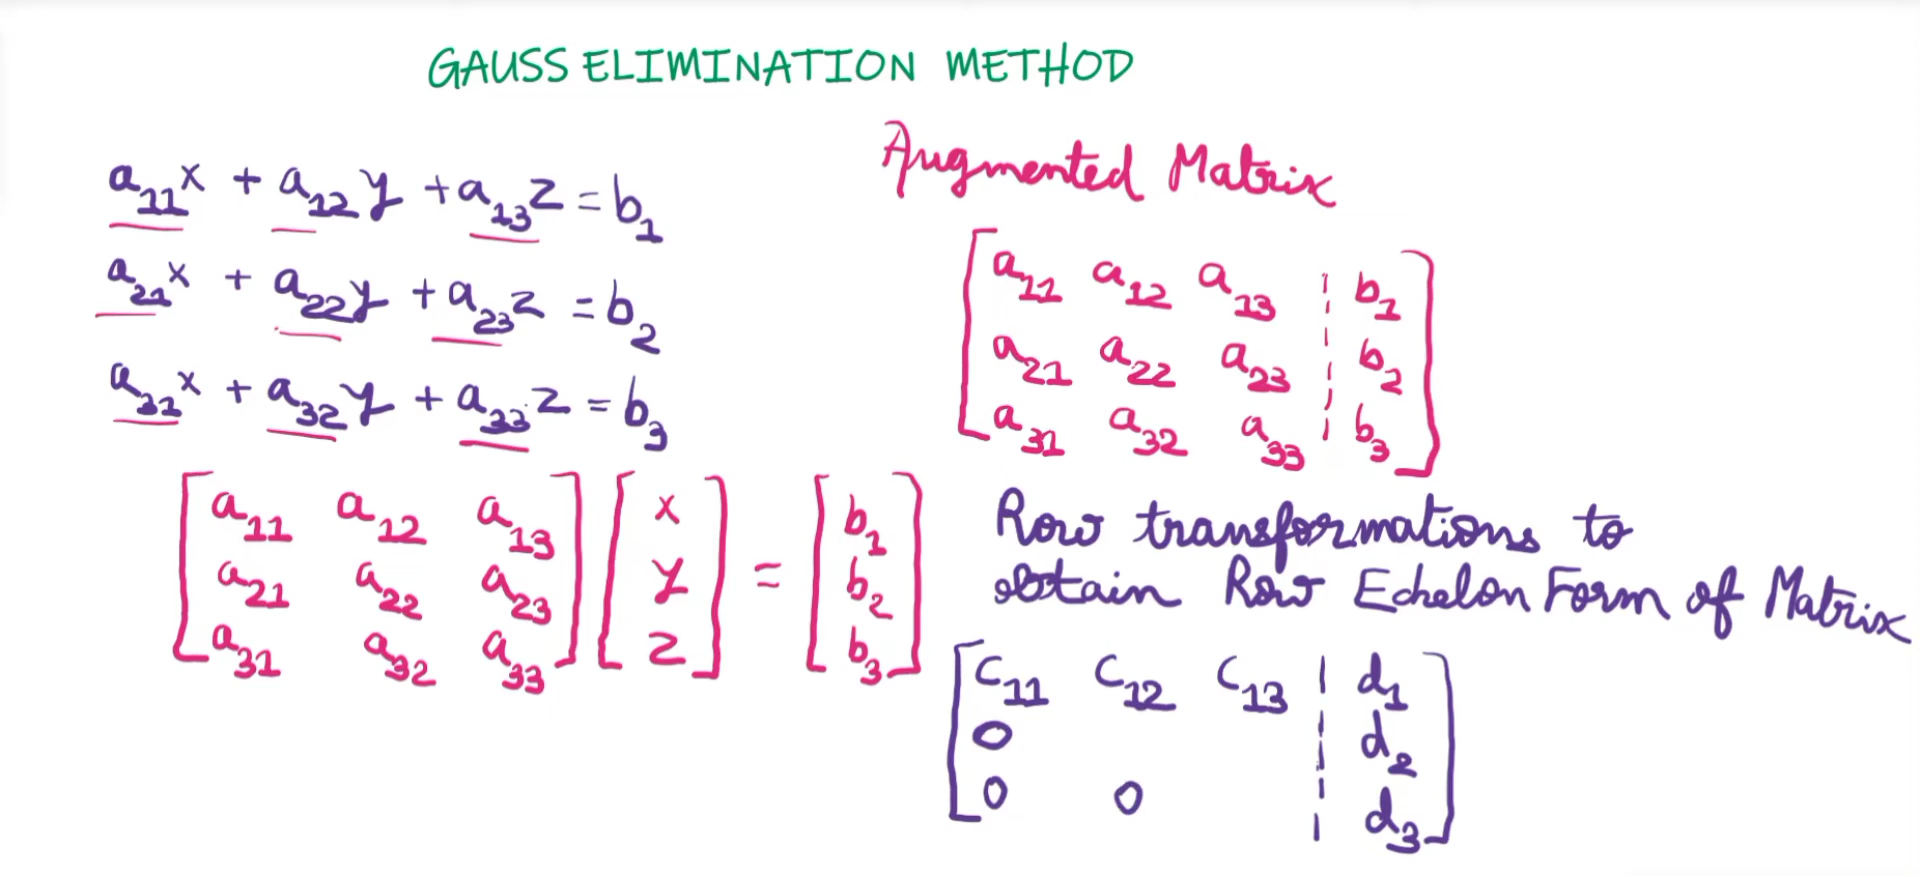 GAUSS ELIMINATION METHOD
a₁₁x + a₁₂y + a₁₃z = b₁
a₂₁x + a₂₂y + a₂₃z = b₂
a₃₁x + a₃₂y + a₃₃z = b₃
[a₁₁ a₁₂ a₁₃] [x] = [b₁]
[a₂₁ a₂₂ a₂₃] [y] [b₂]
[a₃₁ a₃₂ a₃₃] [z] [b₃]
Augmented Matrix
[a₁₁ a₁₂ a₁₃ | b₁]
[a₂₁ a₂₂ a₂₃ | b₂]
[a₃₁ a₃₂ a₃₃ | b₃]
Row transformations to
obtain Row Echelon Form of Matrix
[c₁₁ c₁₂ c₁₃ | d₁]
[0 | d₂]
[0 0 | d₃]